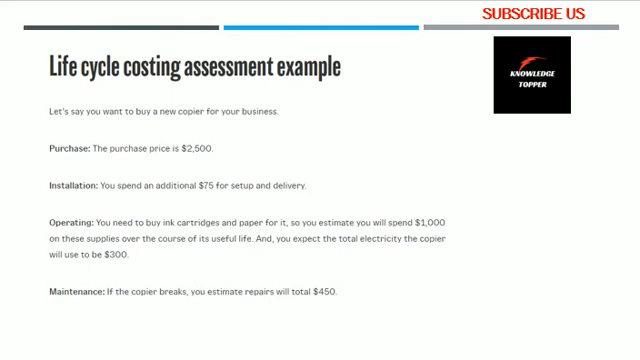 SUBSCRIBE US
Life cycle costing assessment example
KNOWLEDGE
TOPPER
Let's say you want to buy a new copier for your business.
Purchase: The purchase price is $2,500.
Installation: You spend an additional $75 for setup and delivery.
Operating: You need to buy ink cartridges and paper for it, so you estimate you will spend $1,000
on these supplies over the course of its useful life. And, you expect the total electricity the copier
will use to be $300.
Maintenance: If the copier breaks, you estimate repairs will total $450.